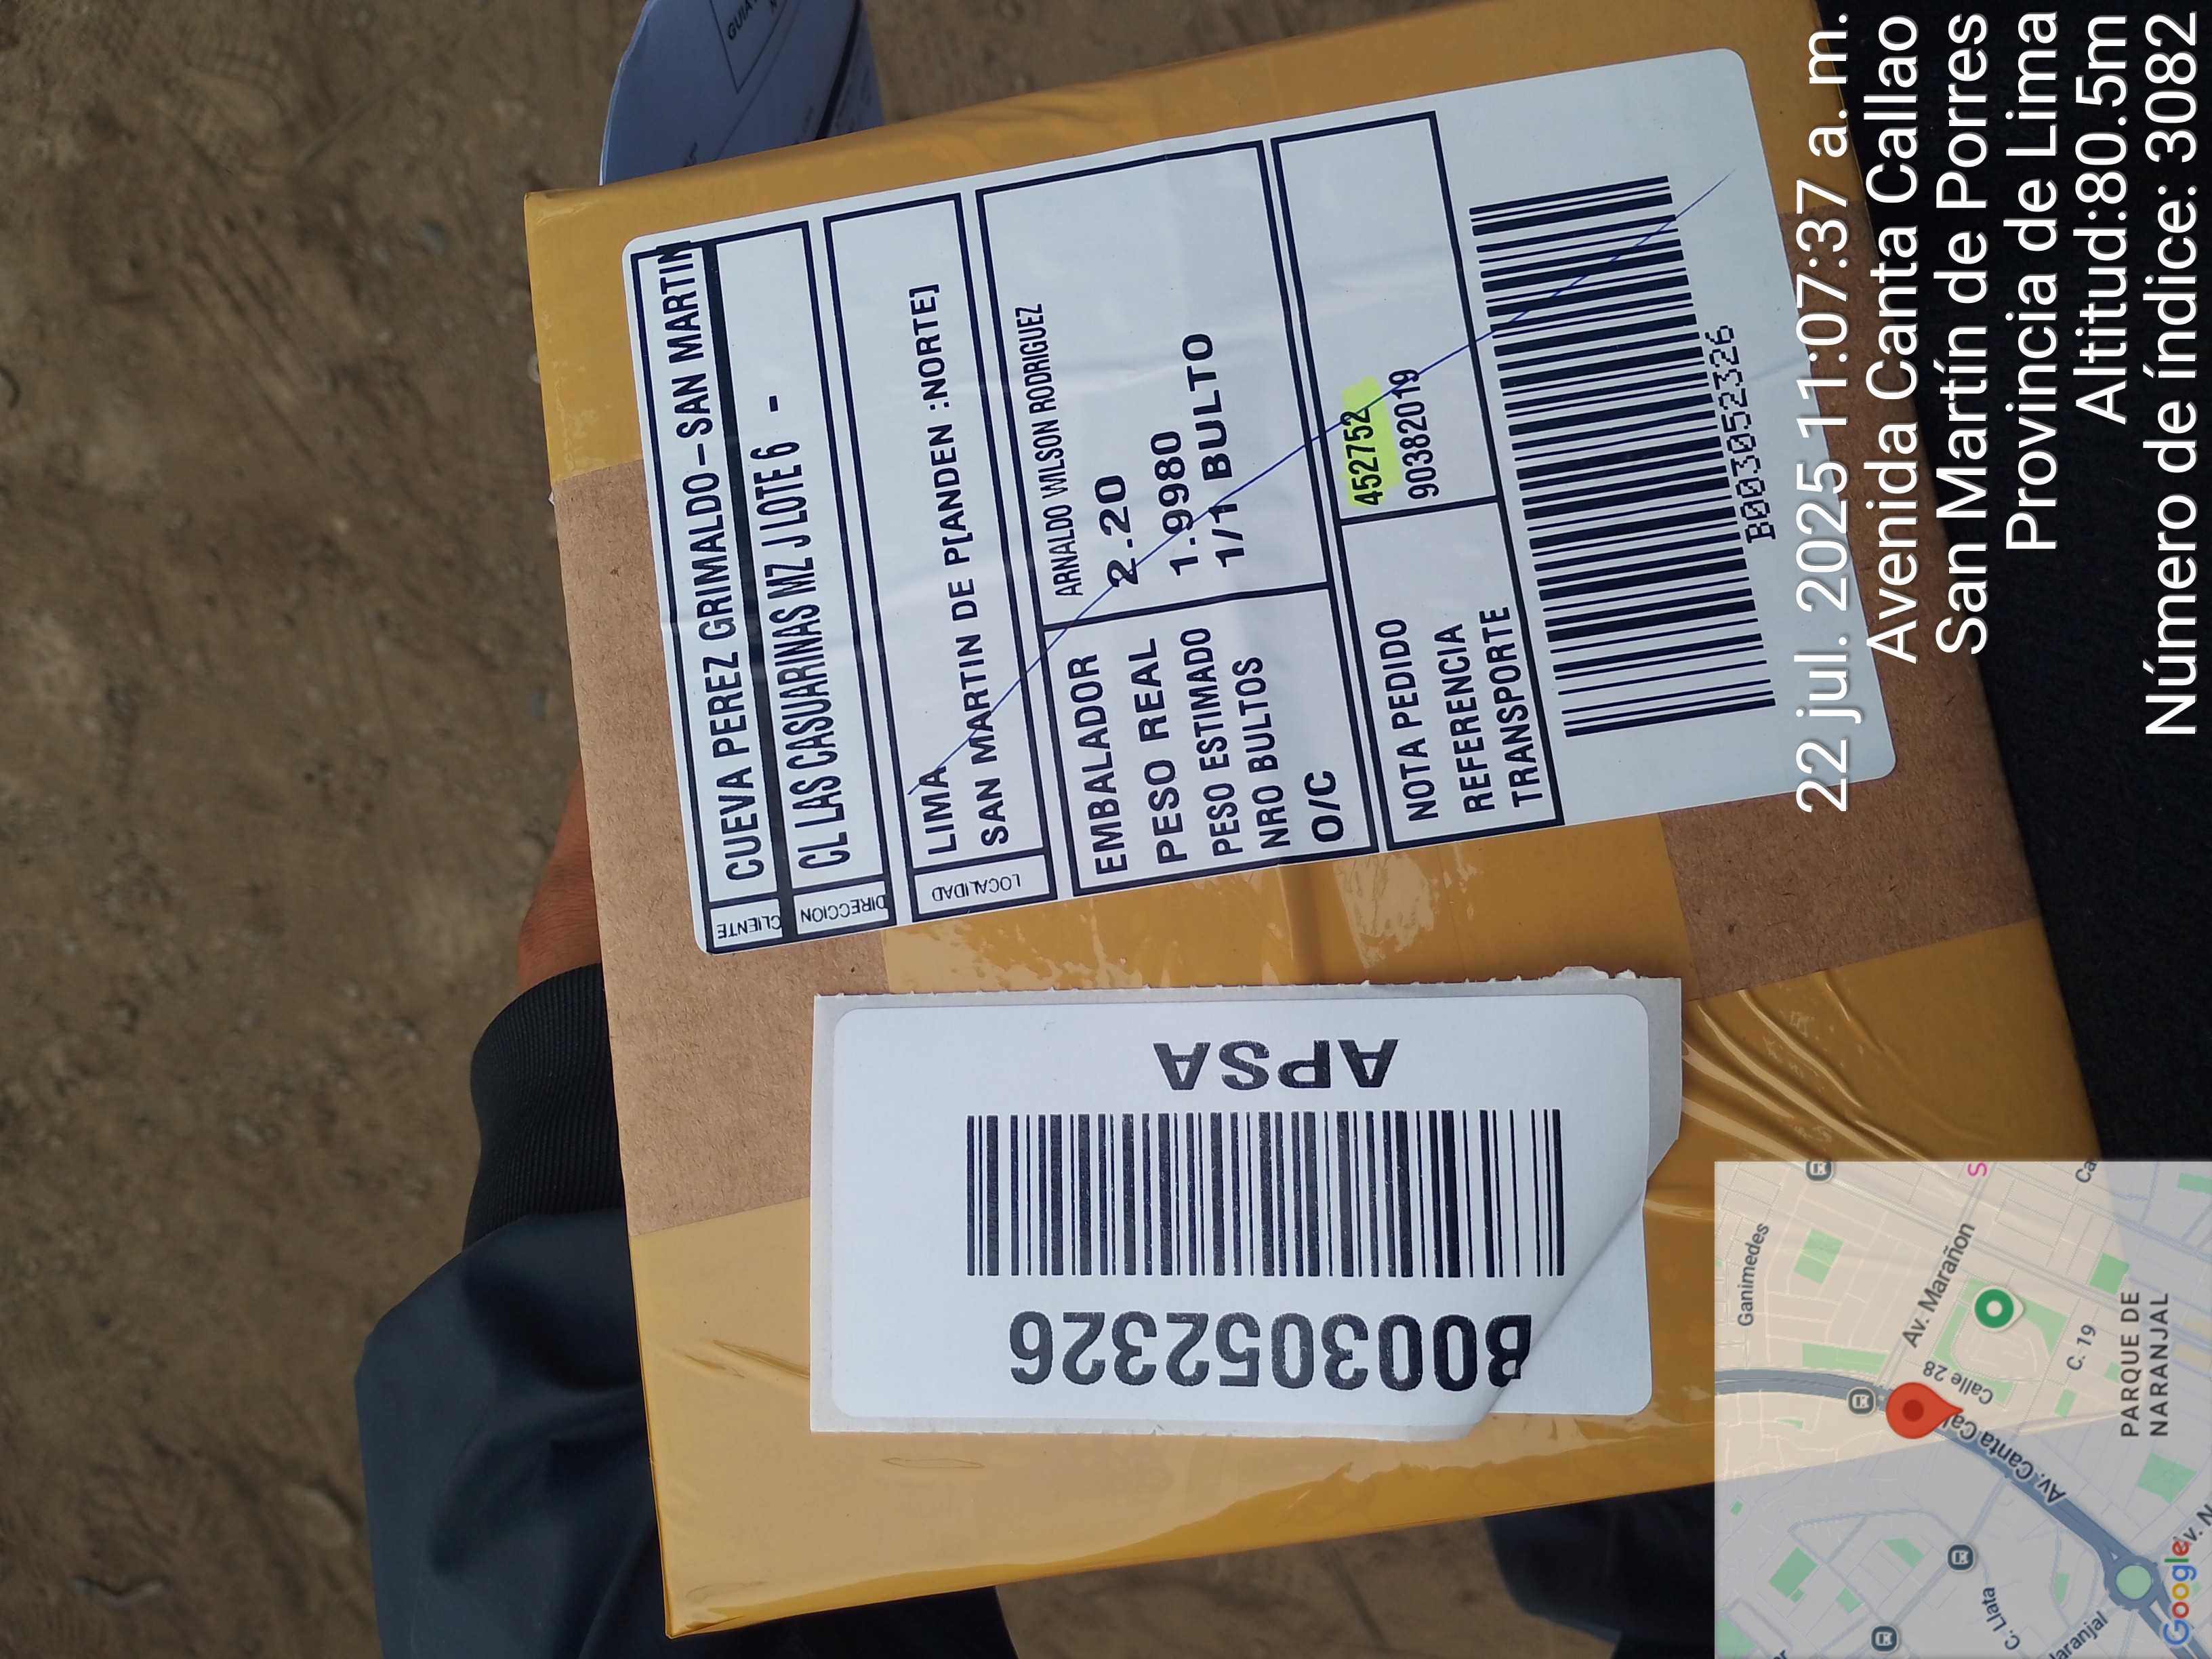 CUEVA PEREZ GRIMALDO - SAN MARTIN
CLIENTE
CL LAS CASUARINAS MZ J LOTE 6 -
DIRECCION
LIMA
SAN MARTIN DE P[ANDEN :NORTE]
LOCALIDAD
EMBALADOR ARNALDO WILSON RODRIGUEZ
PESO REAL 2.20
PESO ESTIMADO 1.9980
NRO BULTOS 1/1 BULTO
O/C
NOTA PEDIDO 452752
REFERENCIA 90382019
TRANSPORTE
B003052326
APSA
B003052326
GUIA
22 jul. 2025 11:07:37 a. m.
Avenida Canta Callao
San Martín de Porres
Provincia de Lima
Altitud:80.5m
Número de índice: 3082
Ganimedes
Av. Marañon
Calle 28
C. 19
Av. Canta Cal
PARQUE DE
NARANJAL
C. Llata
aranjal
Google